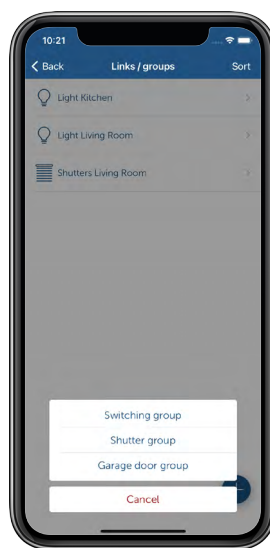 10:21
Back Links / groups Sort
Light Kitchen
Light Living Room
Shutters Living Room
Switching group
Shutter group
Garage door group
Cancel